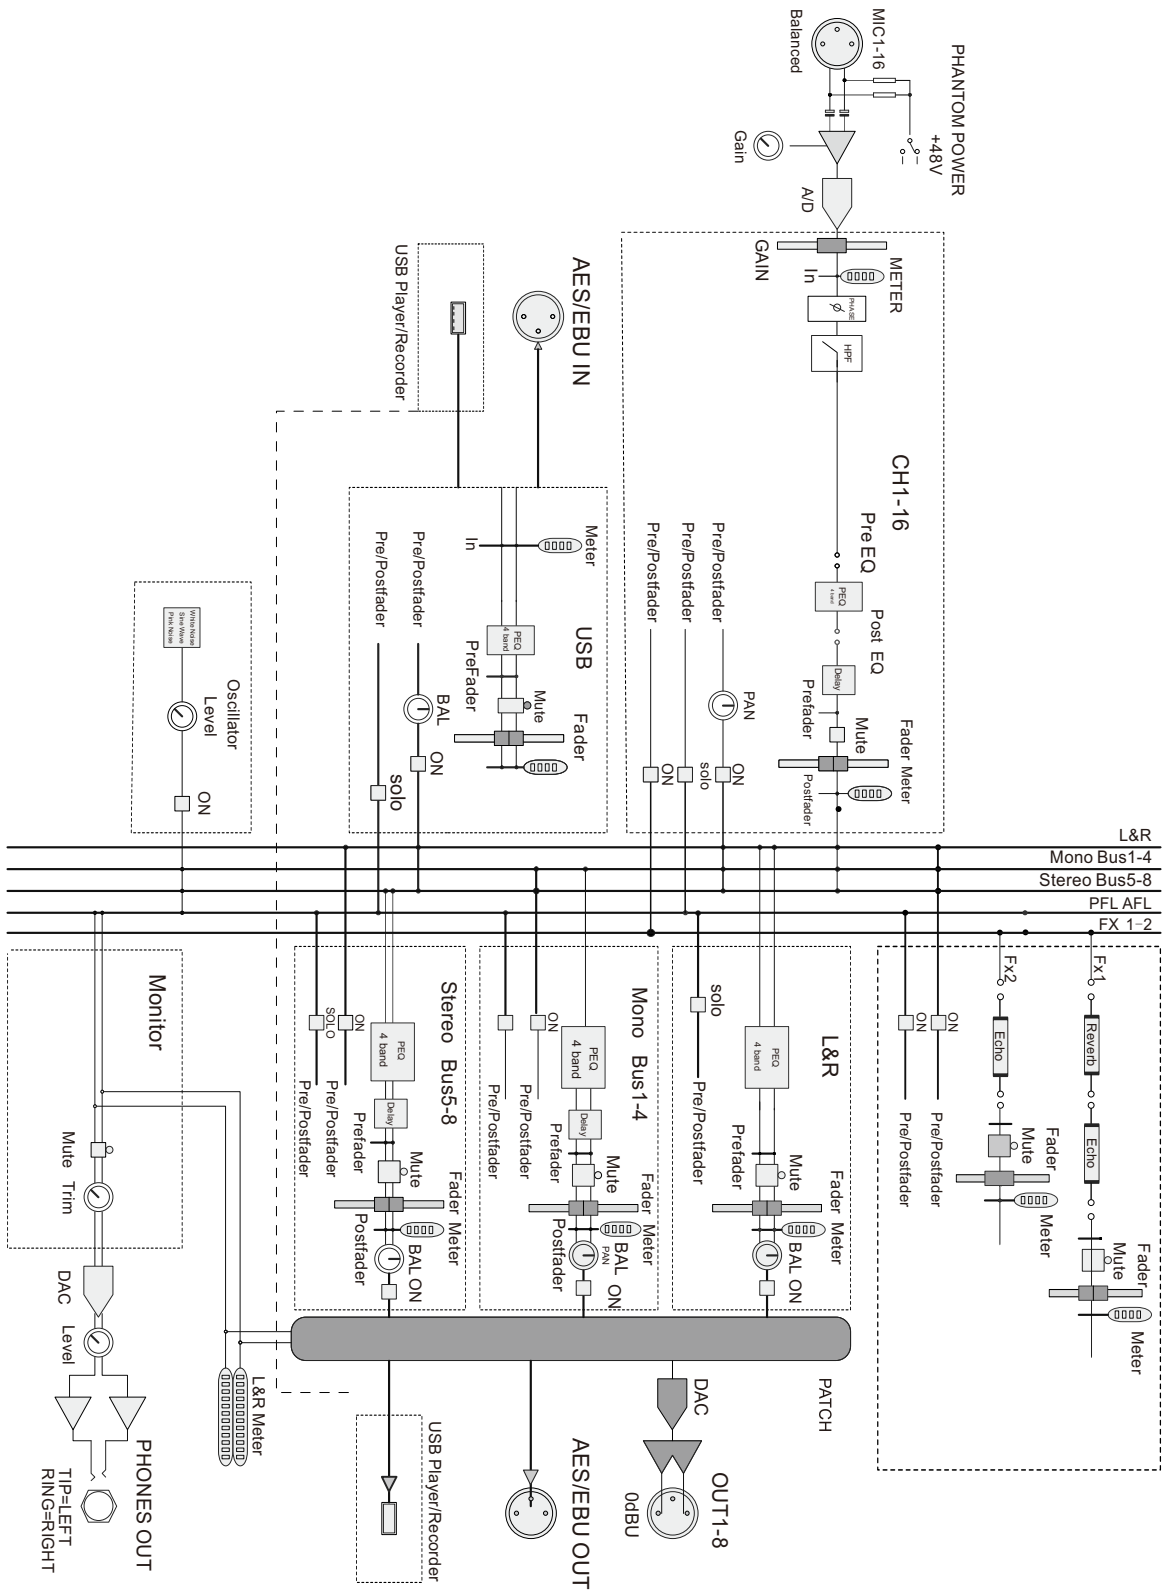 PHANTOM POWER
+48V
MIC1-16
Balanced
Gain
A/D
GAIN
METER
In
PHASE
Ø
HPF
CH1-16
Pre EQ
PEQ
4 band
Post EQ
Delay
Prefader
Mute
Fader
Meter
Postfader
Pre/Postfader
Pre/Postfader
Pre/Postfader
PAN
ON
solo
ON
AES/EBU IN
USB Player/Recorder
Meter
In
USB
PEQ
4 band
PreFader
Mute
Fader
Pre/Postfader
Pre/Postfader
BAL
ON
solo
White Noise
Sine Wave
Pink Noise
Oscillator
Level
ON
L&R
Mono Bus1-4
Stereo Bus5-8
PFL AFL
FX 1-2
Fx1
Reverb
Echo
Mute
Fader
Meter
Fx2
Echo
Mute
Fader
Meter
ON
Pre/Postfader
ON
Pre/Postfader
L&R
PEQ
4 band
Prefader
Mute
Fader
Meter
BAL ON
solo
Pre/Postfader
Mono Bus1-4
PEQ
4 band
Delay
Prefader
Mute
Fader
Meter
Postfader
BAL
PAN
ON
ON
Pre/Postfader
Pre/Postfader
Stereo Bus5-8
PEQ
4 band
Delay
Prefader
Mute
Fader
Meter
Postfader
BAL ON
ON
SOLO
Pre/Postfader
Pre/Postfader
Monitor
Mute
Trim
DAC
Level
L&R Meter
PHONES OUT
TIP=LEFT
RING=RIGHT
PATCH
DAC
OUT1-8
0dBU
AES/EBU OUT
USB Player/Recorder